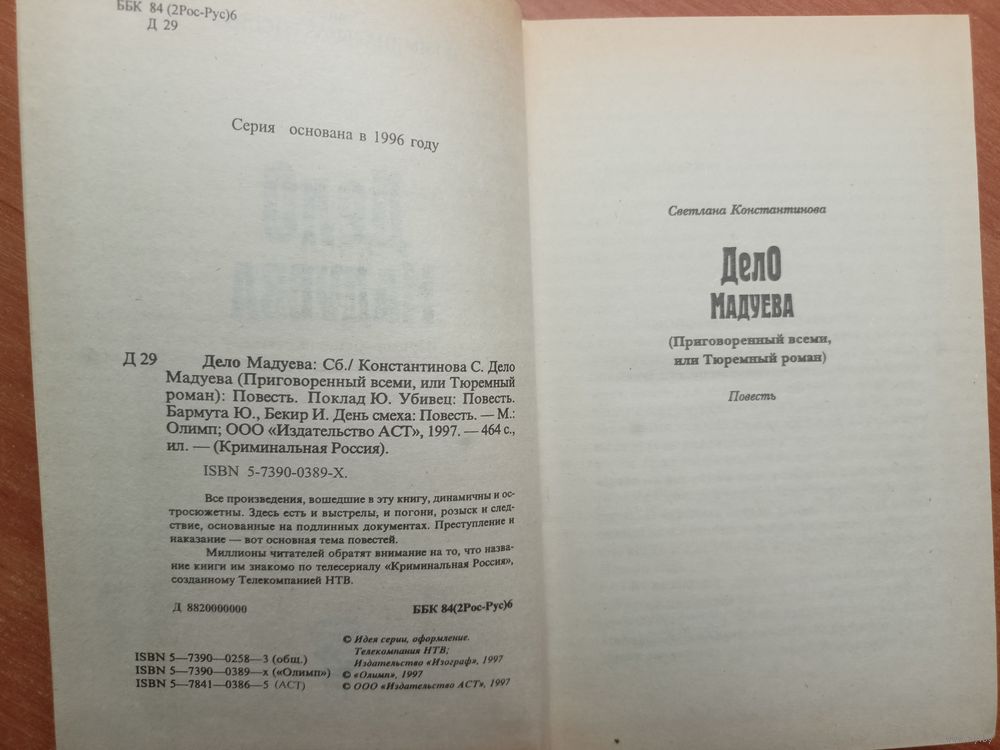 ББК 84 (2Рос-Рус)6
Д 29
Серия основана в 1996 году
Д 29 Дело Мадуева: Сб./ Константинова С. Дело
Мадуева (Приговоренный всеми, или Тюремный
роман): Повесть. Поклад Ю. Убивец: Повесть.
Бармута Ю., Бекир И. День смеха: Повесть. — М.:
Олимп; ООО «Издательство АСТ», 1997. — 464 с.,
ил. — (Криминальная Россия).
ISBN 5-7390-0389-X.
Все произведения, вошедшие в эту книгу, динамичны и ос-
тросюжетны. Здесь есть и выстрелы, и погони, розыск и след-
ствие, основанные на подлинных документах. Преступление и
наказание — вот основная тема повестей.
Миллионы читателей обратят внимание на то, что назва-
ние книги им знакомо по телесериалу «Криминальная Россия»,
созданному Телекомпанией НТВ.
Д 8820000000
ББК 84(2Рос-Рус)6
© Идея серии, оформление.
Телекомпания НТВ;
Издательство «Изограф», 1997
© «Олимп», 1997
© ООО «Издательство АСТ», 1997
ISBN 5—7390—0258—3 (общ.)
ISBN 5—7390—0389—х («Олимп»)
ISBN 5—7841—0386—5 (АСТ)
Светлана Константинова
ДелО
МАДУЕВА
(Приговоренный всеми,
или Тюремный роман)
Повесть